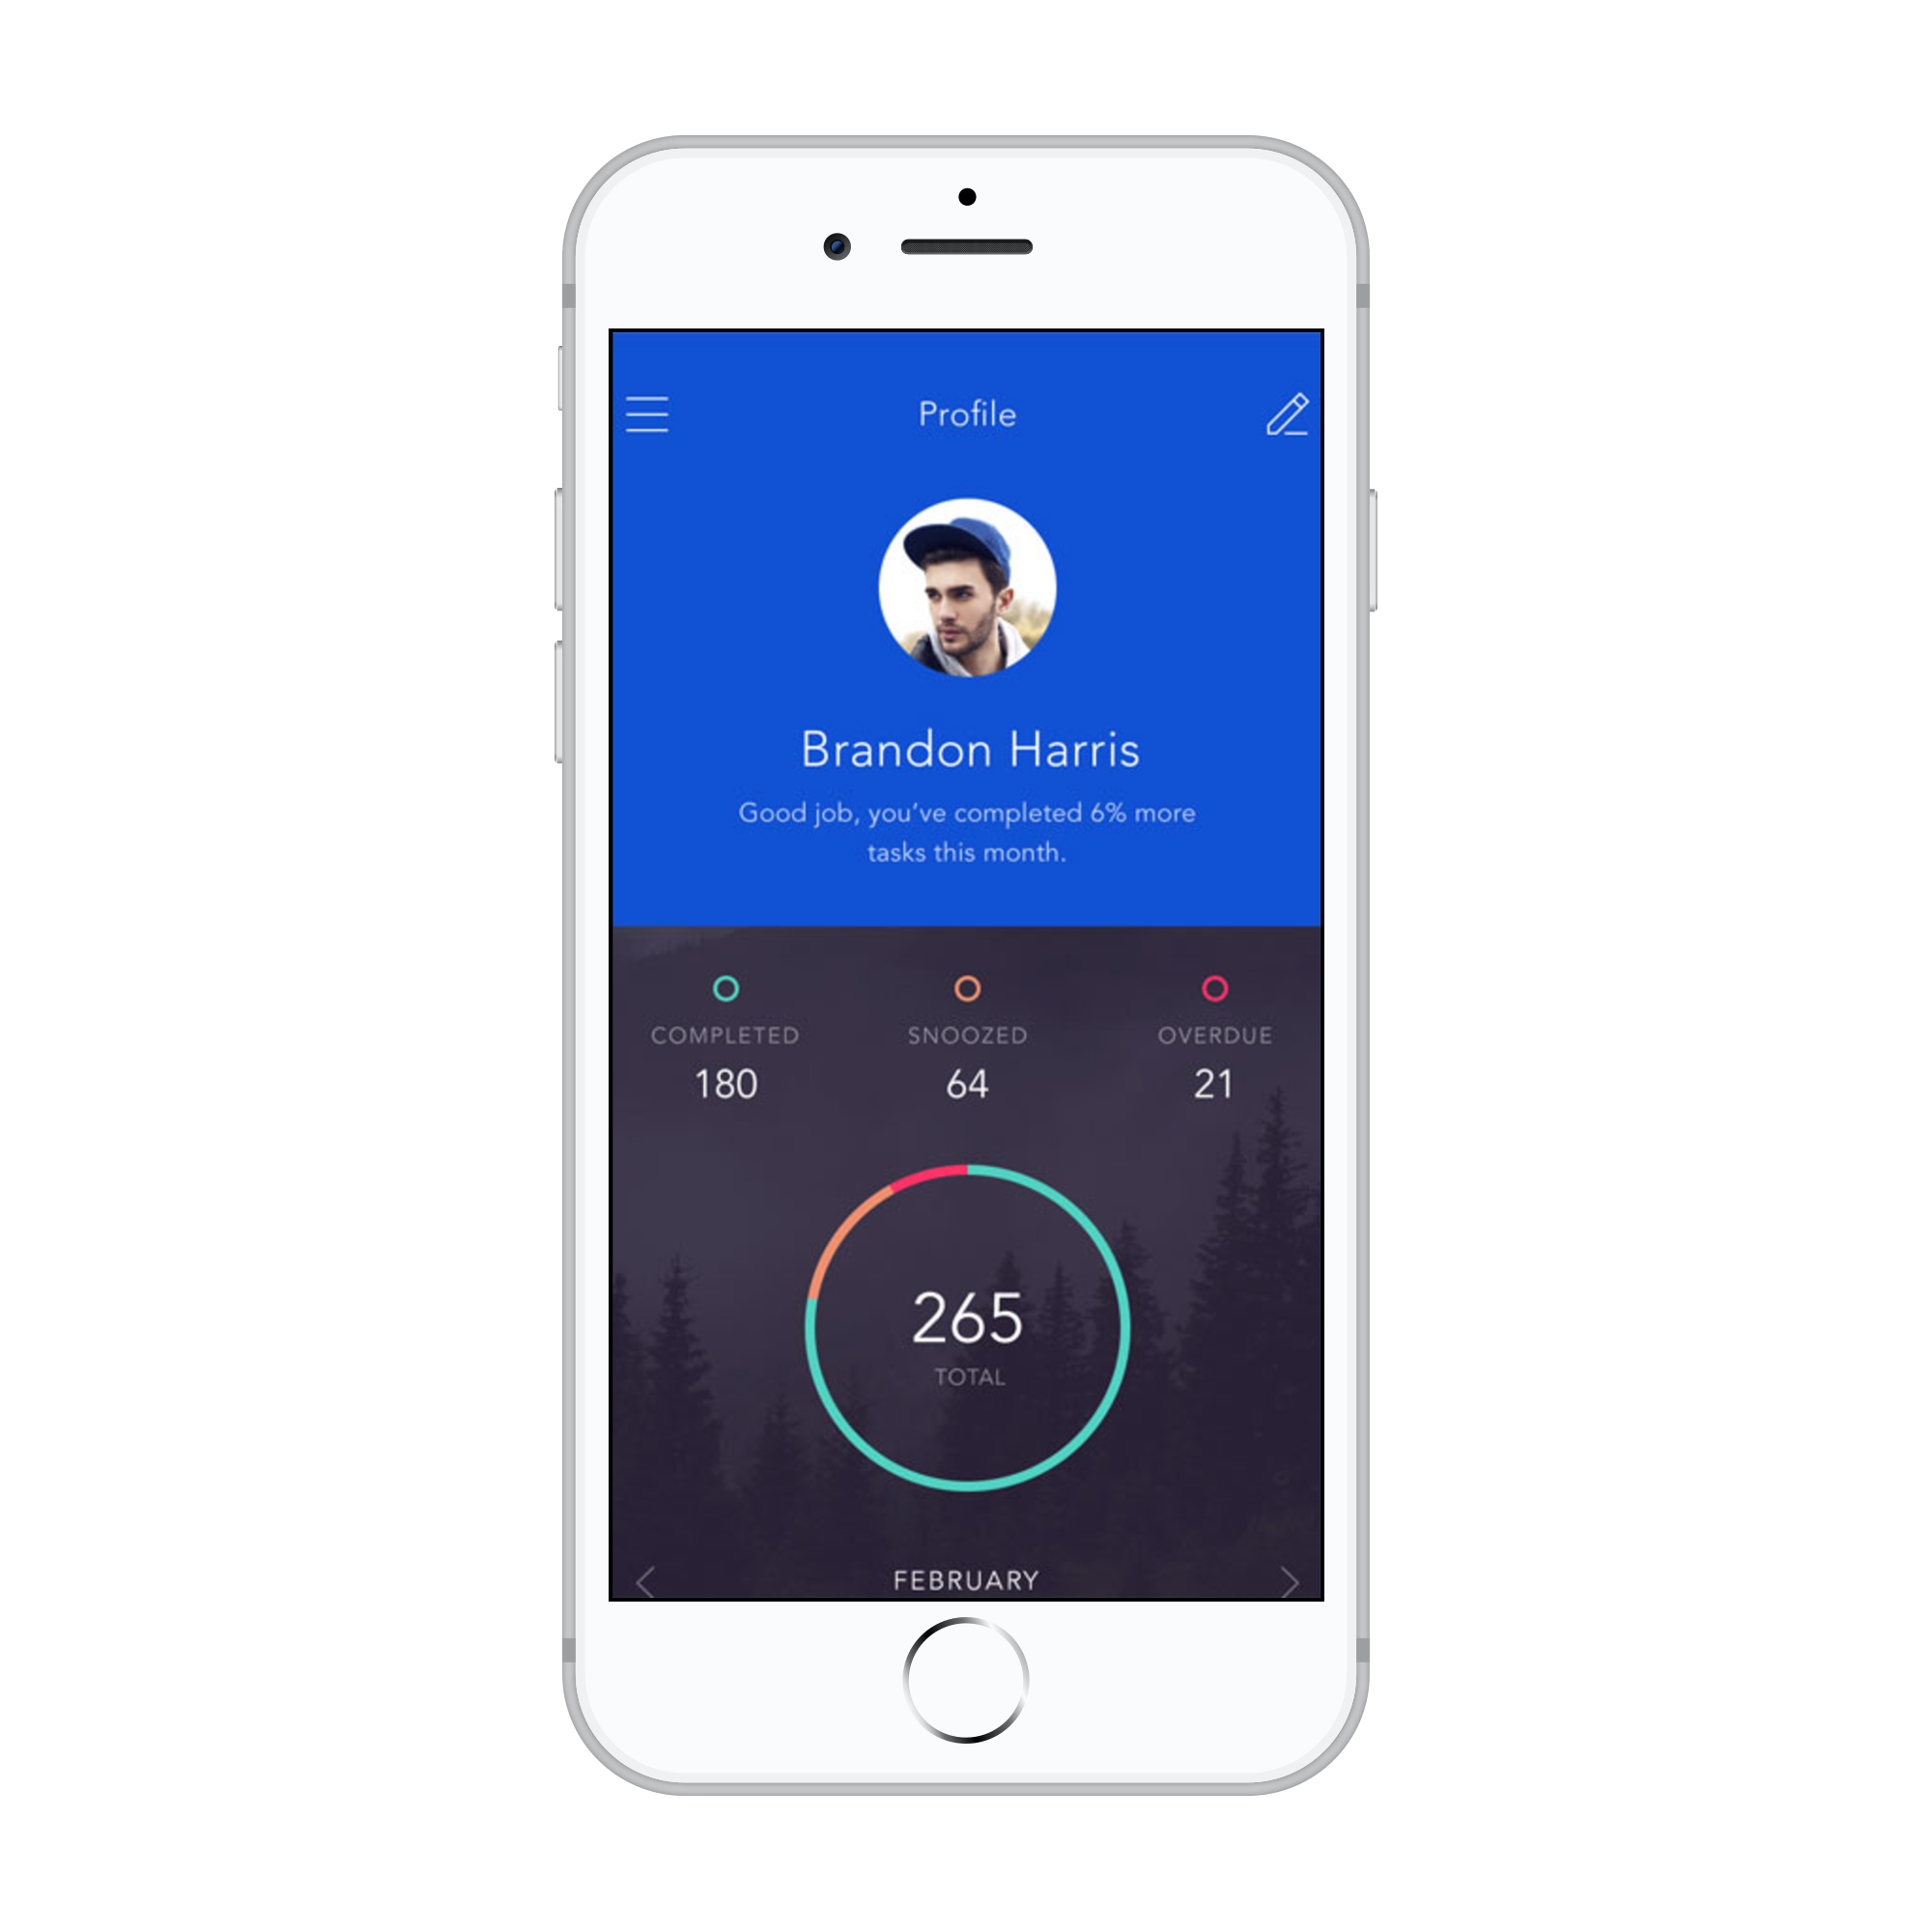 Profile
Brandon Harris
Good job, you've completed 6% more
tasks this month.
COMPLETED
SNOOZED
OVERDUE
180
64
21
265
TOTAL
FEBRUARY